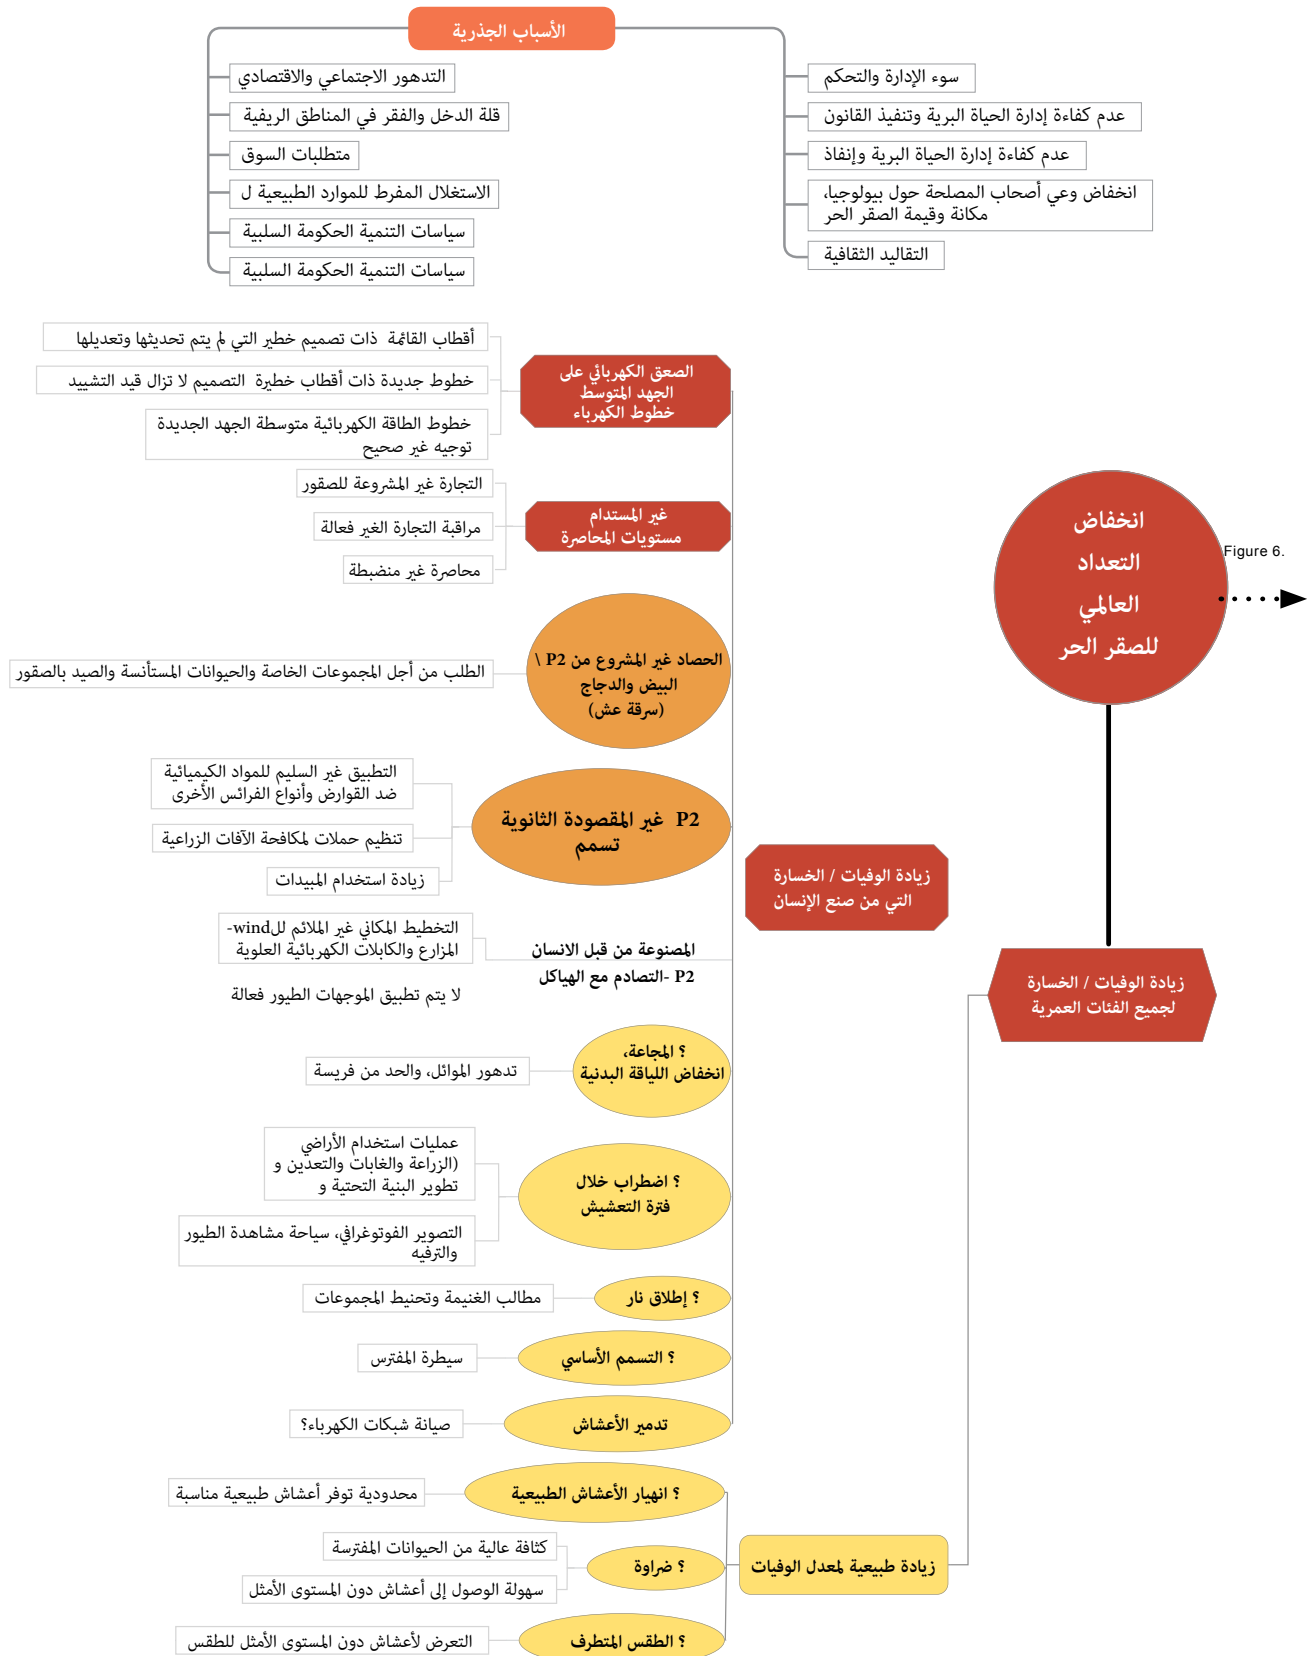 الأسباب الجذرية
سوء الإدارة والتحكم
عدم كفاءة إدارة الحياة البرية وتنفيذ القانون
عدم كفاءة إدارة الحياة البرية وإنفاذ
انخفاض وعي أصحاب المصلحة حول بيولوجيا،
مكانة وقيمة الصقر الحر
التقاليد الثقافية
التدهور الاجتماعي والاقتصادي
قلة الدخل والفقر في المناطق الريفية
متطلبات السوق
الاستغلال المفرط للموارد الطبيعية ل
سياسات التنمية الحكومة السلبية
سياسات التنمية الحكومة السلبية
انخفاض
التعداد
العالمي
للصقر الحر
Figure 6.
زيادة الوفيات / الخسارة
لجميع الفئات العمرية
زيادة الوفيات / الخسارة
التي من صنع الإنسان
الصعق الكهربائي على
الجهد المتوسط
خطوط الكهرباء
أقطاب القائمة ذات تصميم خطير التي لم يتم تحديثها وتعديلها
خطوط جديدة ذات أقطاب خطيرة التصميم لا تزال قيد التشييد
خطوط الطاقة الكهربائية متوسطة الجهد الجديدة
توجيه غير صحيح
غير المستدام
مستويات المحاصرة
التجارة غير المشروعة للصقور
مراقبة التجارة الغير فعالة
محاصرة غير منضبطة
الحصاد غير المشروع من P2 \
البيض والدجاج
(سرقة عش)
الطلب من أجل المجموعات الخاصة والحيوانات المستأنسة والصيد بالصقور
P2 غير المقصودة الثانوية
تسمم
التطبيق غير السليم للمواد الكيميائية
ضد القوارض وأنواع الفرائس الأخرى
تنظيم حملات لمكافحة الآفات الزراعية
زيادة استخدام المبيدات
المصنوعة من قبل الانسان
P2 -التصادم مع الهياكل
التخطيط المكاني غير الملائم للwind-
المزارع والكابلات الكهربائية العلوية
لا يتم تطبيق الموجهات الطيور فعالة
؟ المجاعة،
انخفاض اللياقة البدنية
تدهور الموائل، والحد من فريسة
؟ اضطراب خلال
فترة التعشيش
عمليات استخدام الأراضي
(الزراعة والغابات والتعدين و
تطوير البنية التحتية و
التصوير الفوتوغرافي، سياحة مشاهدة الطيور
والترفيه
؟ إطلاق نار
مطالب الغنيمة وتحنيط المجموعات
؟ التسمم الأساسي
سيطرة المفترس
تدمير الأعشاش
صيانة شبكات الكهرباء؟
زيادة طبيعية لمعدل الوفيات
؟ انهيار الأعشاش الطبيعية
محدودية توفر أعشاش طبيعية مناسبة
؟ ضراوة
كثافة عالية من الحيوانات المفترسة
سهولة الوصول إلى أعشاش دون المستوى الأمثل
؟ الطقس المتطرف
التعرض لأعشاش دون المستوى الأمثل للطقس